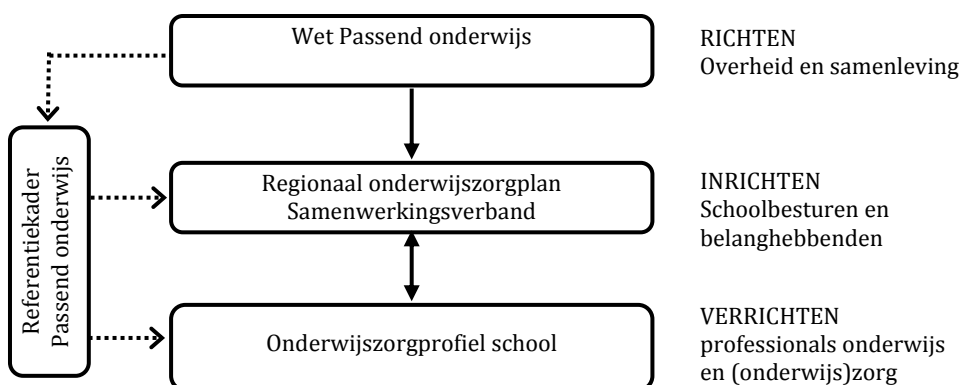 Wet Passend onderwijs
RICHTEN
Overheid en samenleving
Referentiekader
Passend onderwijs
Regionaal onderwijszorgplan
Samenwerkingsverband
INRICHTEN
Schoolbesturen en
belanghebbenden
Onderwijszorgprofiel school
VERRICHTEN
professionals onderwijs
en (onderwijs)zorg